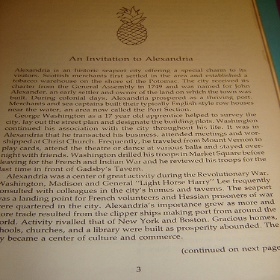 An Invitation to Alexandria
Alexandria is an historic seaport city offering a special charm to its
visitors. Scottish merchants first settled in the area and established a
tobacco warehouse on the shore of the Potomac. The city received its
charter from the General Assembly in 1749 and was named for John
Alexander, an early settler and owner of the land on which the town was
built. During colonial days, Alexandria prospered as a thriving port.
Merchants and sea captains built their stately English-style row houses
near the water, an area now called the Port Section.
George Washington as a 17 year old apprentice helped to survey the
city, lay out the street plan and designate the building lots. Washington
continued his association with the city throughout his life. It was to
Alexandria that he transacted his business, attended meetings and wor-
shipped at Christ Church. Frequently, he traveled from Mount Vernon to
play cards, attend the theatre or dance at various balls and stayed over-
night with friends. Washington drilled his troops in Market Square before
leaving for the French and Indian War and he reviewed his troops for the
last time in front of Gadsby's Tavern.
Alexandria was a center of great activity during the Revolutionary War.
Washington, Madison and General "Light Horse Harry" Lee frequently
consulted with colleagues in the city's homes and taverns. The seaport
was a landing point for French volunteers and Hessian prisoners of war
were quartered in the city. Alexandria's importance grew as more and
more trade resulted from the clipper ships making port from around the
world. Activity rivalled that of New York and Boston. Gracious homes,
schools, churches, and a library were built as prosperity abounded. The
city became a center of culture and commerce.
(continued on next page)
3